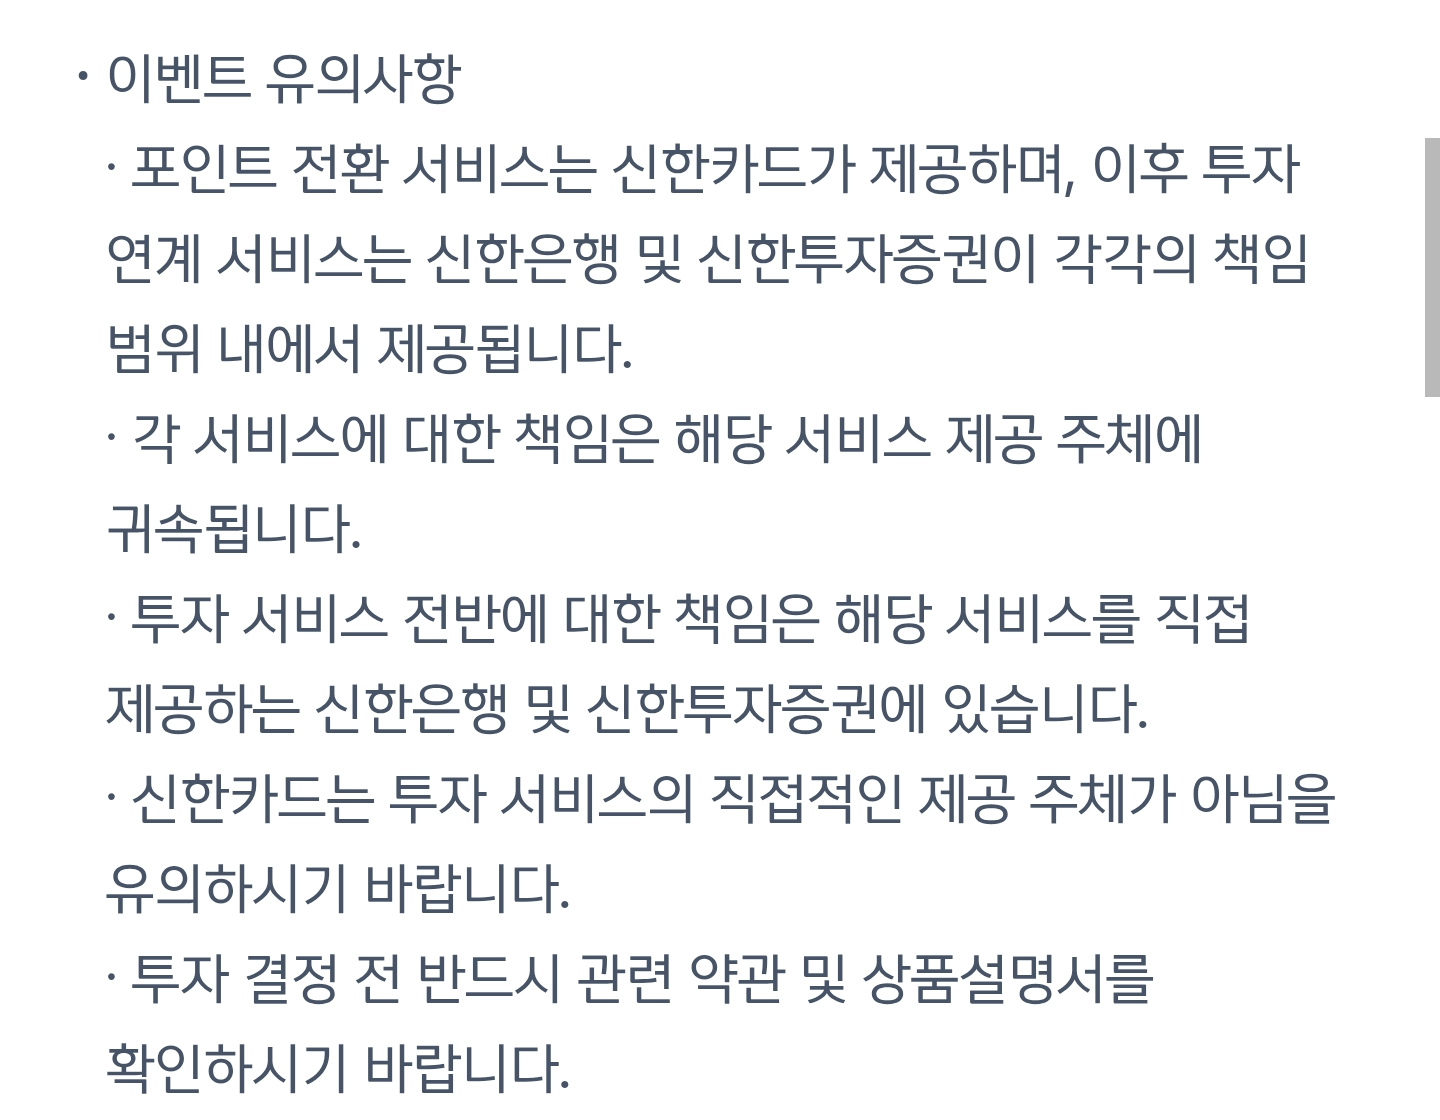 • 이벤트 유의사항
· 포인트 전환 서비스는 신한카드가 제공하며, 이후 투자
연계 서비스는 신한은행 및 신한투자증권이 각각의 책임
범위 내에서 제공됩니다.
· 각 서비스에 대한 책임은 해당 서비스 제공 주체에
귀속됩니다.
· 투자 서비스 전반에 대한 책임은 해당 서비스를 직접
제공하는 신한은행 및 신한투자증권에 있습니다.
· 신한카드는 투자 서비스의 직접적인 제공 주체가 아님을
유의하시기 바랍니다.
· 투자 결정 전 반드시 관련 약관 및 상품설명서를
확인하시기 바랍니다.